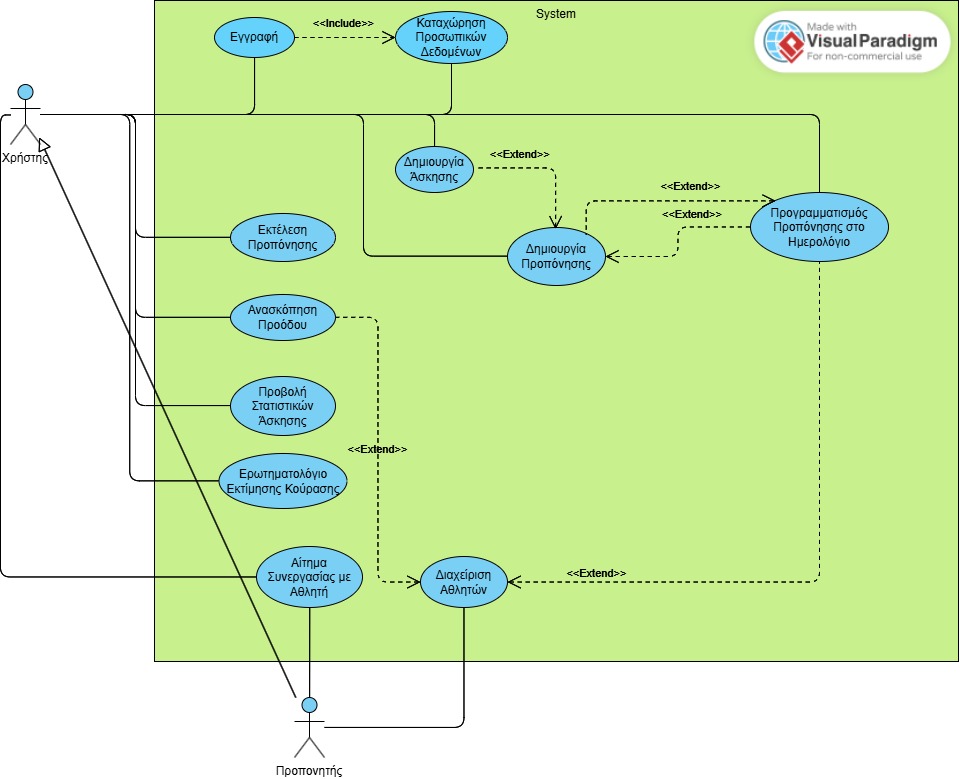 System
Made with
VisualParadigm
For non-commercial use
Εγγραφή
<<Include>>
Καταχώρηση
Προσωπικών
Δεδομένων
Χρήστης
Δημιουργία
Άσκησης
<<Extend>>
<<Extend>>
<<Extend>>
Προγραμματισμός
Προπόνησης στο
Ημερολόγιο
Εκτέλεση
Προπόνησης
Δημιουργία
Προπόνησης
Ανασκόπηση
Προόδου
Προβολή
Στατιστικών
Άσκησης
<<Extend>>
Ερωτηματολόγιο
Εκτίμησης Κούρασης
Αίτημα
Συνεργασίας με
Αθλητή
Διαχείριση
Αθλητών
<<Extend>>
Προπονητής